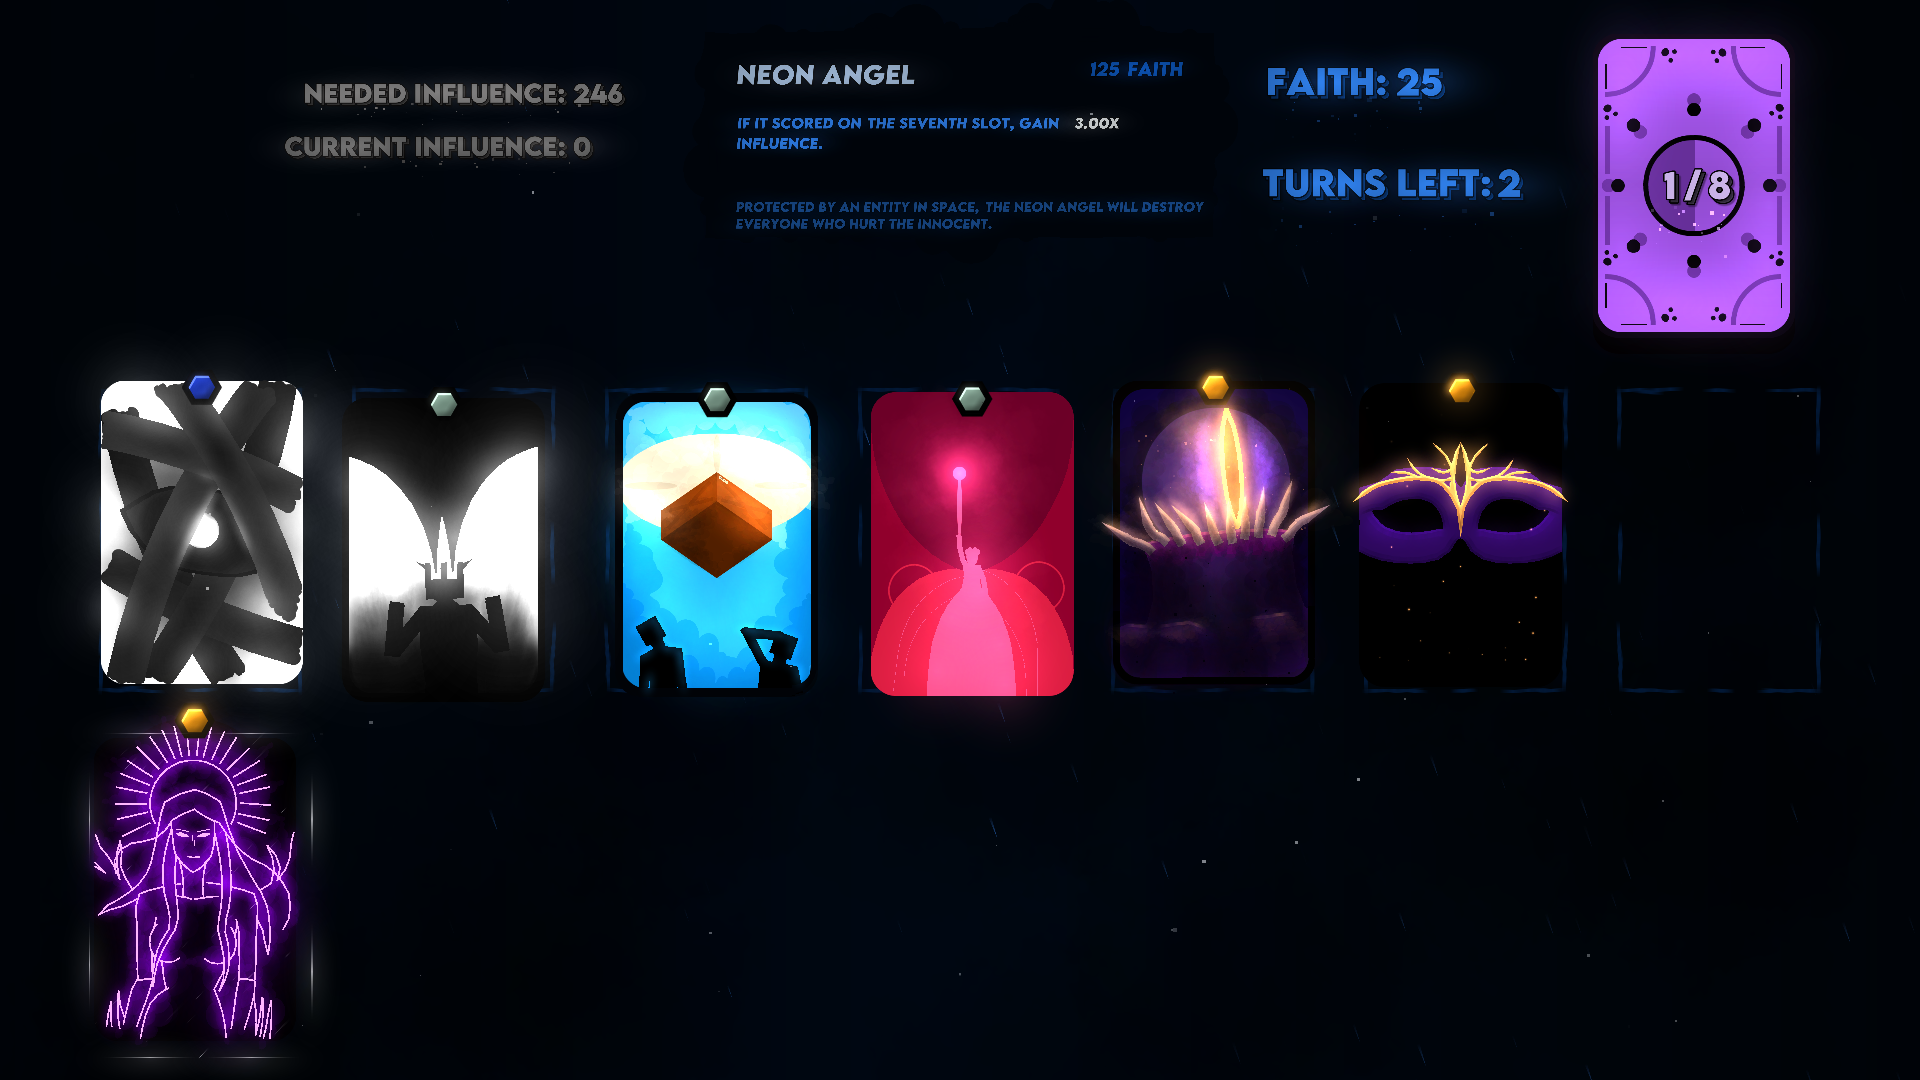 NEEDED INFLUENCE: 246
CURRENT INFLUENCE: 0
NEON ANGEL
125 FAITH
IF IT SCORED ON THE SEVENTH SLOT, GAIN 3.00X
INFLUENCE.
PROTECTED BY AN ENTITY IN SPACE, THE NEON ANGEL WILL DESTROY
EVERYONE WHO HURT THE INNOCENT.
FAITH: 25
TURNS LEFT: 2
1/8